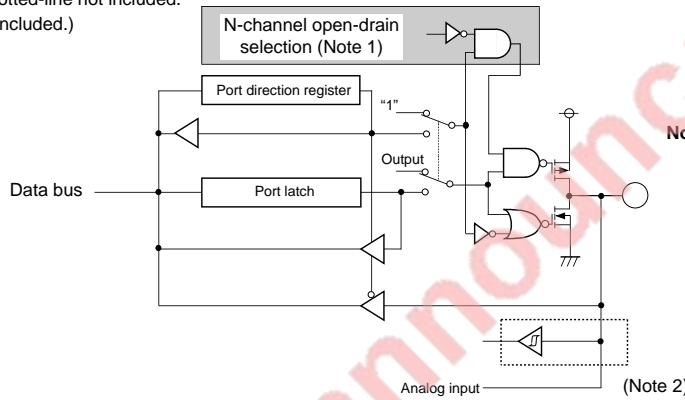 otted-line not included.
ncluded.)
N-channel open-drain
selection (Note 1)
Port direction register
“1”
Output
Data bus
Port latch
Analog input
(Note 2)
No
nnounc